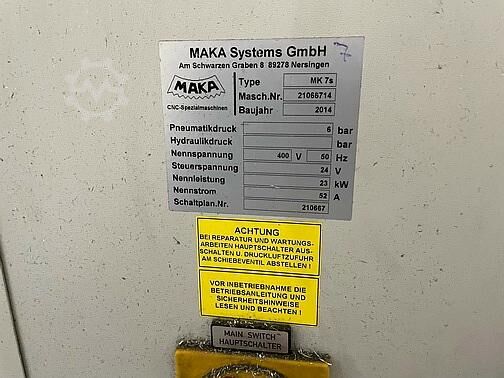 MAKA Systems GmbH 7
Am Schwarzen Graben 8 89278 Nersingen
MAKA
CNC-Spezialmaschinen
Type MK 7s
Masch.Nr. 21066714
Baujahr 2014
Pneumatikdruck 6 bar
Hydraulikdruck bar
Nennspannung 400 V 50 Hz
Steuerspannung 24 V
Nennleistung 23 kW
Nennstrom 52 A
Schaltplan.Nr. 210667
ACHTUNG
BEI REPARATUR UND WARTUNGS-
ARBEITEN HAUPTSCHALTER AUS-
SCHALTEN U. DRUCKLUFTZUFUHR
AM SCHIEBEVENTIL ABSTELLEN !
VOR INBETRIEBNAHME DIE
BETRIEBSANLEITUNG UND
SICHERHEITSHINWEISE
LESEN UND BEACHTEN !
MAIN SWITCH
HAUPTSCHALTER